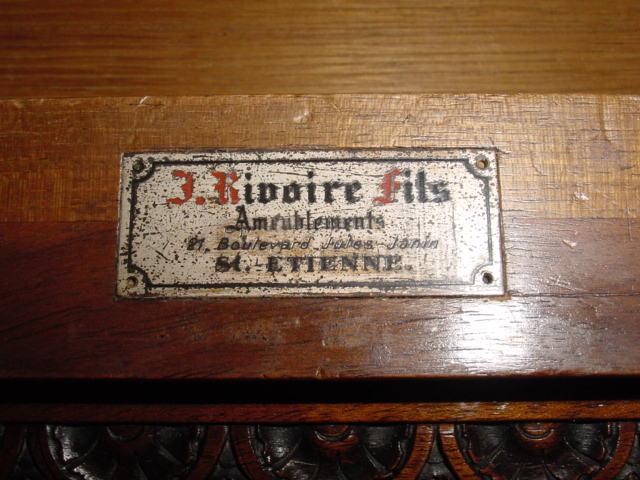 J. Rivoire Fils
Ameublements
21, Boulevard Jules Janin
St.-ETIENNE.